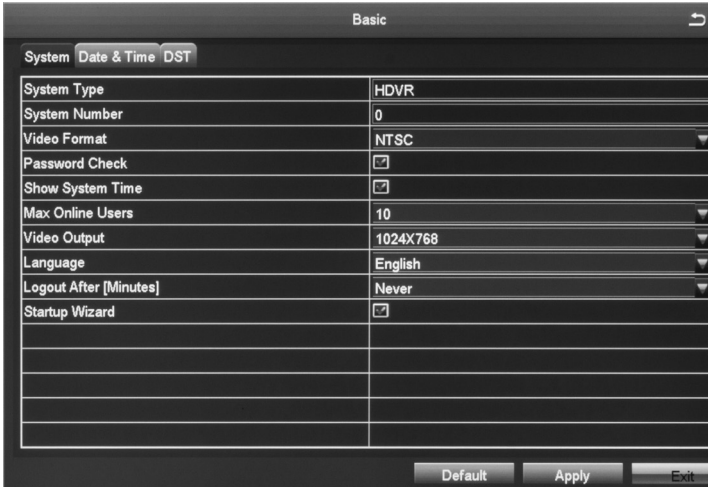 Basic
System Date & Time DST
System Type HDVR
System Number 0
Video Format NTSC
Password Check
Show System Time
Max Online Users 10
Video Output 1024X768
Language English
Logout After [Minutes] Never
Startup Wizard
Default Apply Exit